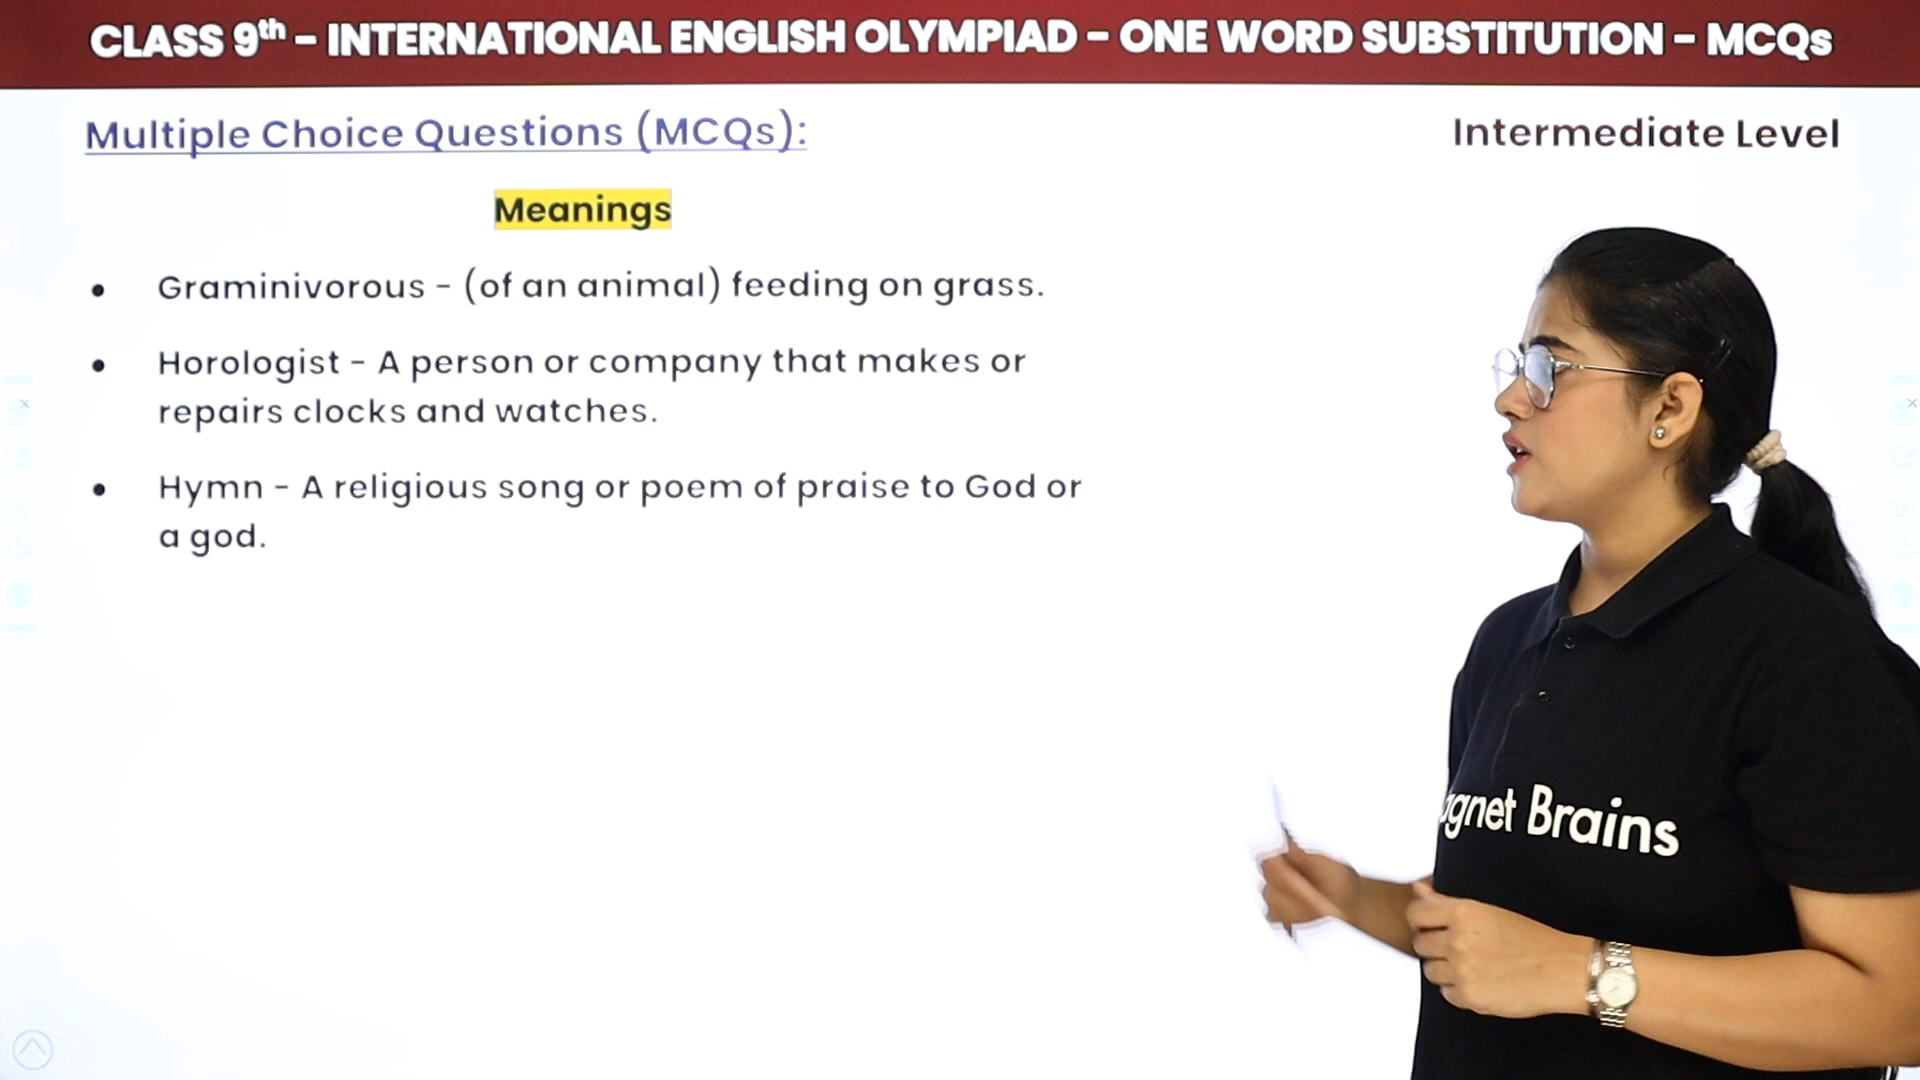 CLASS 9th – INTERNATIONAL ENGLISH OLYMPIAD – ONE WORD SUBSTITUTION – MCQs
Multiple Choice Questions (MCQs):
Intermediate Level
Meanings
• Graminivorous - (of an animal) feeding on grass.
• Horologist - A person or company that makes or
repairs clocks and watches.
• Hymn - A religious song or poem of praise to God or
a god.
gnet Brains